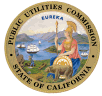 PUBLIC UTILITIES COMMISSION
EUREKA
STATE OF CALIFORNIA